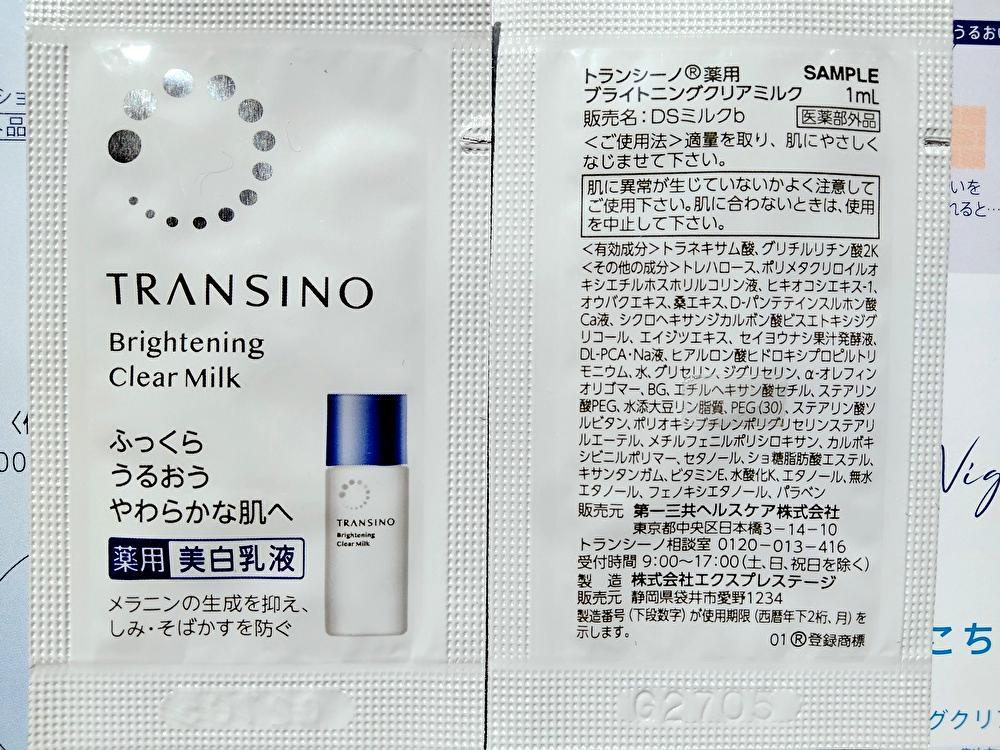 TRANSINO
Brightening
Clear Milk
ふっくら
うるおう
やわらかな肌へ
薬用 美白乳液
メラニンの生成を抑え、
しみ・そばかすを防ぐ
TRANSINO
Brightening
Clear Milk
トランシーノ®薬用 SAMPLE
ブライトニングクリアミルク 1mL
販売名：DSミルクb 医薬部外品
＜ご使用法＞適量を取り、肌にやさしく
なじませて下さい。
肌に異常が生じていないかよく注意して
ご使用下さい。肌に合わないときは、使用
を中止して下さい。
＜有効成分＞トラネキサム酸、グリチルリチン酸2K
＜その他の成分＞トレハロース、ポリメタクリロイルオ
キシエチルホスホリルコリン液、ヒキオコシエキス-1、
オウバクエキス、桑エキス、D-パンテテインスルホン酸
Ca液、シクロヘキサンジカルボン酸ビスエトキシジグ
リコール、エイジツエキス、セイヨウナシ果汁発酵液、
DL-PCA・Na液、ヒアルロン酸ヒドロキシプロピルトリ
モニウム、水、グリセリン、ジグリセリン、α-オレフィン
オリゴマー、BG、エチルヘキサン酸セチル、ステアリン
酸PEG、水添大豆リン脂質、PEG(30)、ステアリン酸ソ
ルビタン、ポリオキシブチレンポリグリセリンステアリ
ルエーテル、メチルフェニルポリシロキサン、カルボキ
シビニルポリマー、セタノール、ショ糖脂肪酸エステル、
キサンタンガム、ビタミンE、水酸化K、エタノール、無水
エタノール、フェノキシエタノール、パラベン
販売元 第一三共ヘルスケア株式会社
東京都中央区日本橋3－14－10
トランシーノ相談室 0120－013－416
受付時間 9:00～17:00(土、日、祝日を除く)
製 造 株式会社エクスプレステージ
販売元 静岡県袋井市愛野1234
製造番号(下段数字)が使用期限(西暦年下2桁、月)を
示します。
01 ®登録商標
G2705
うるおい
いを
れると…
Vig
こち
グクリア